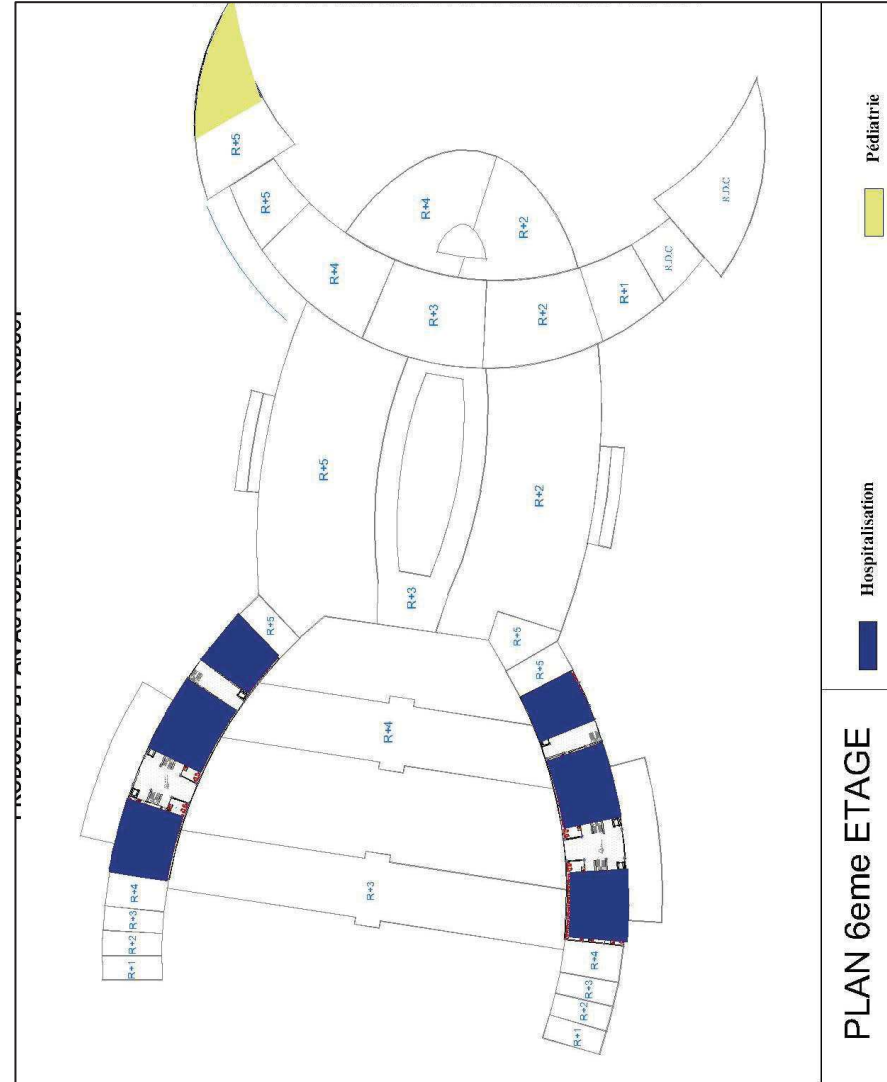 PRODUCED BY AN AUTODESK EDUCATIONAL PRODUCT
R+5
R+5
R+4
R+4
R+2
R.D.C
R+3
R+2
R+1
R.D.C
R+5
R+2
R+3
R+5
R+5
R+5
R+4
R+3
R+4
R+3
R+2
R+1
R+4
R+3
R+2
R+1
PLAN 6eme ETAGE
Hospitalisation
Pédiatrie